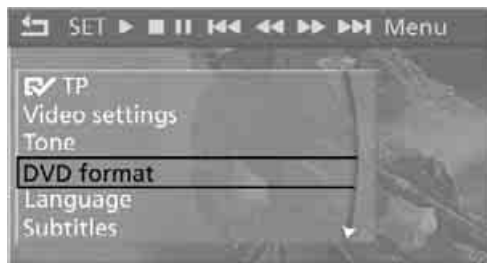 SET Menu
TP
Video settings
Tone
DVD format
Language
Subtitles